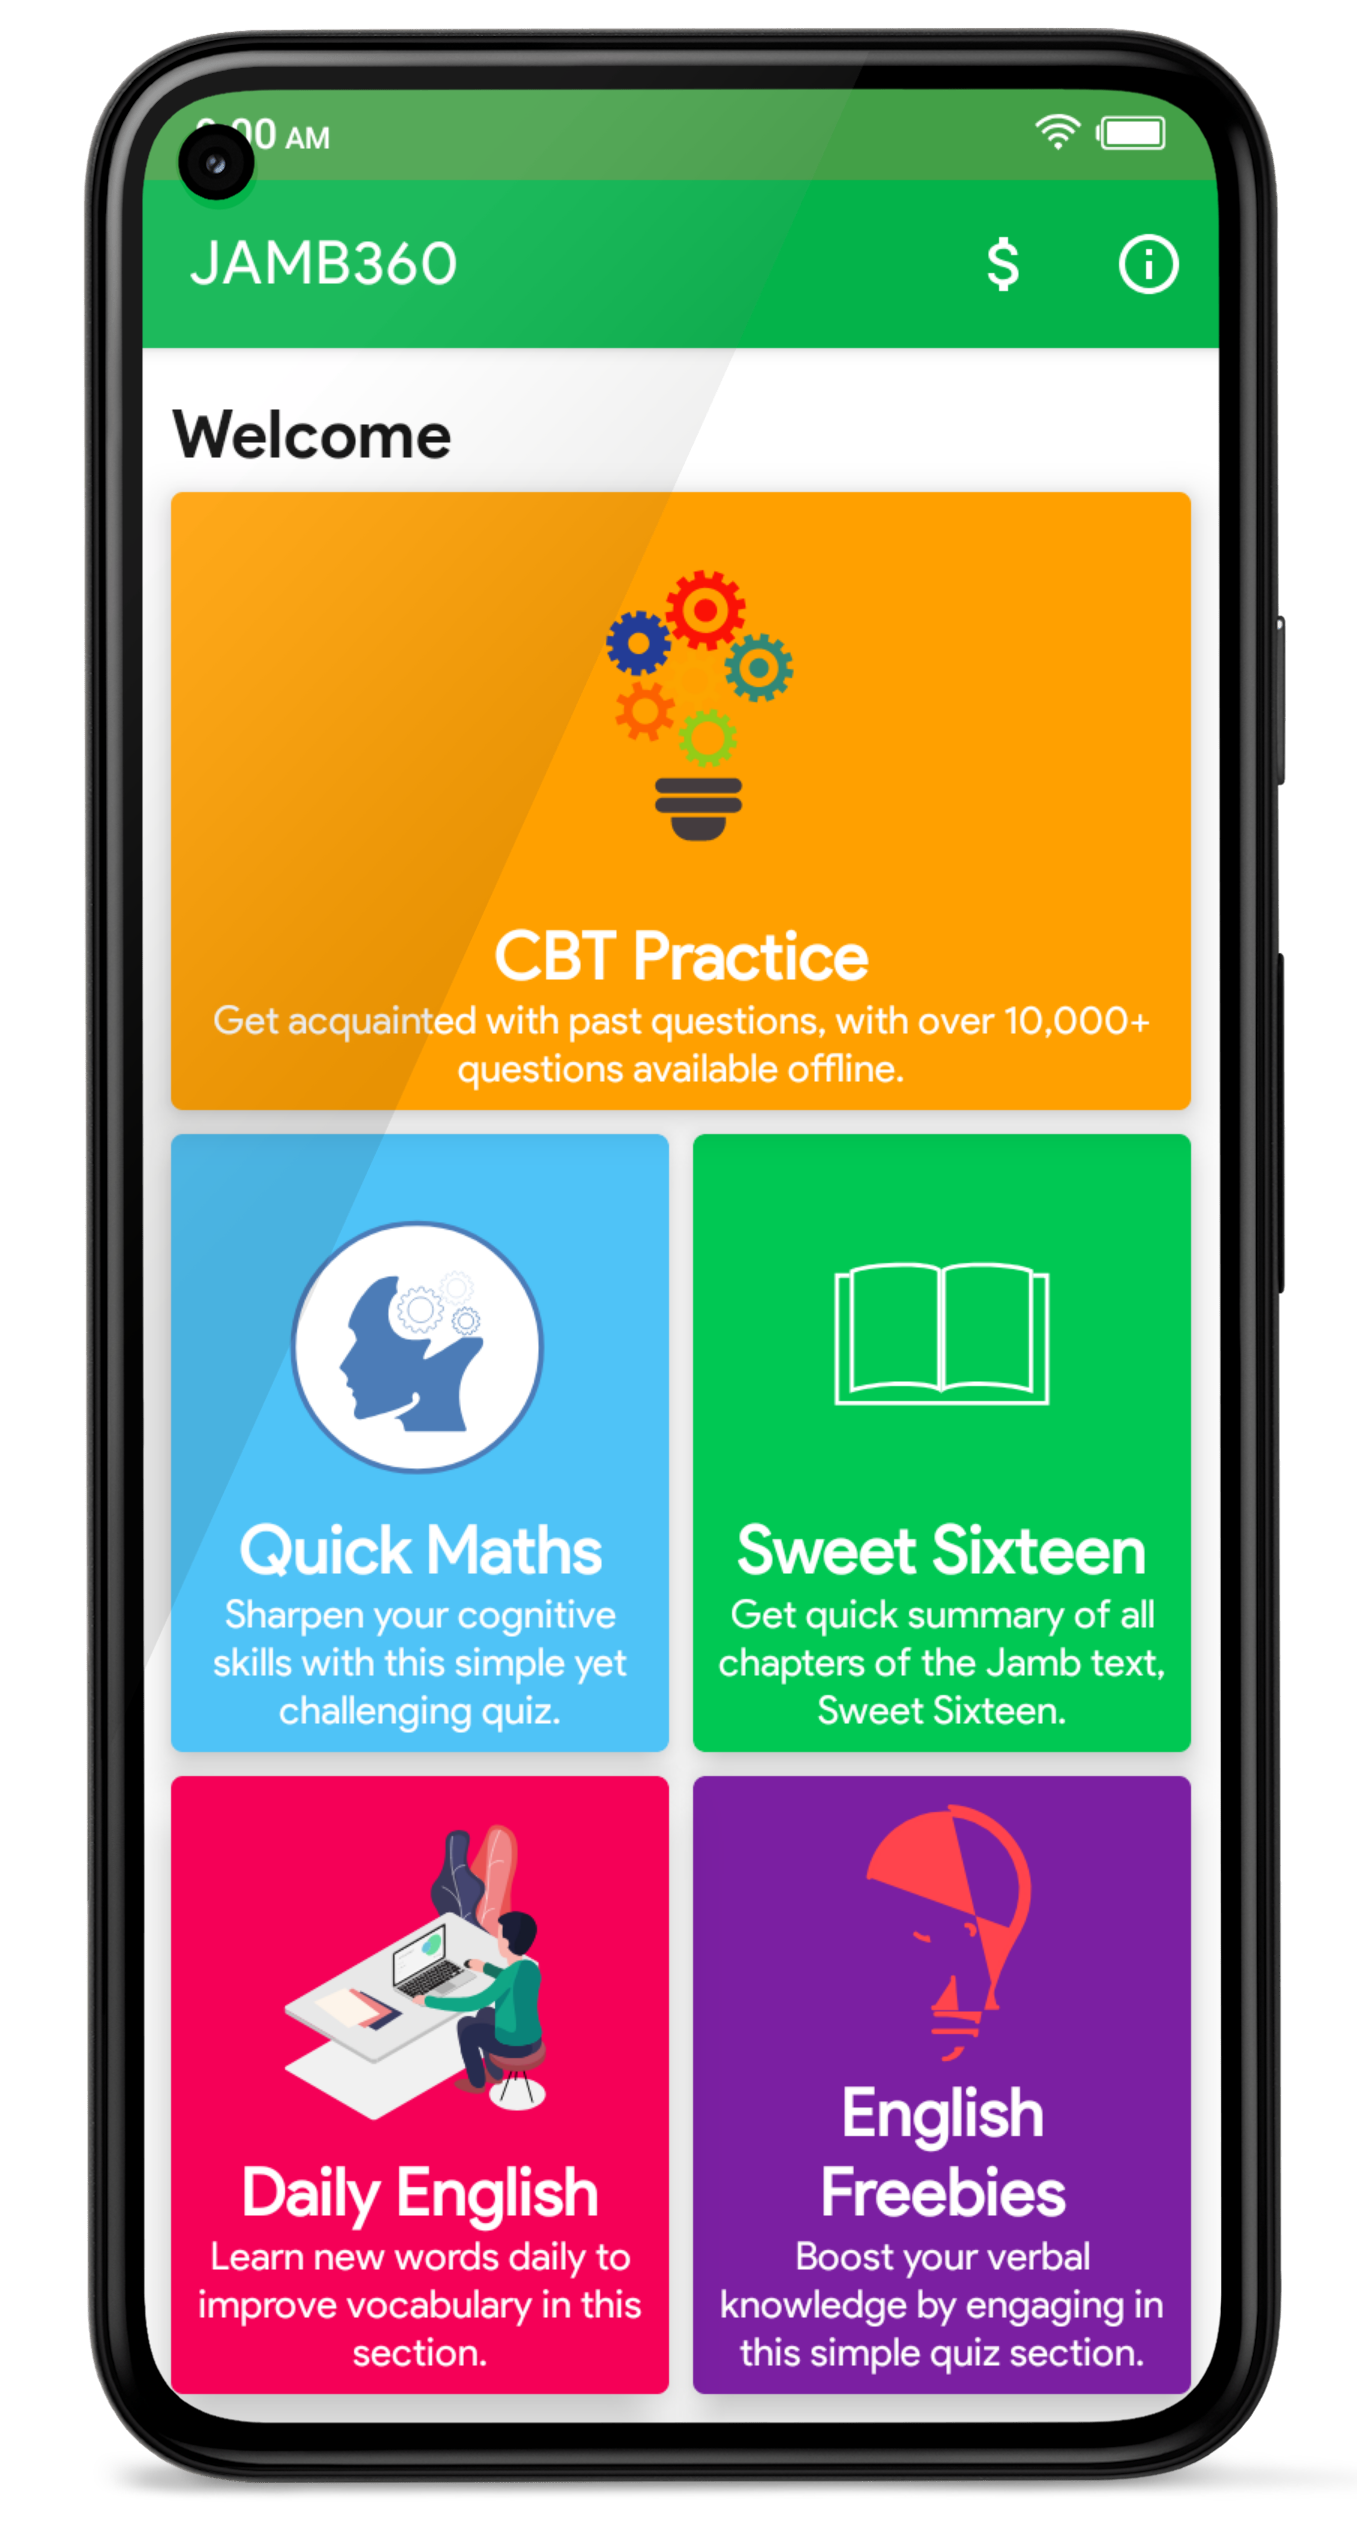 AM
JAMB360
$
Welcome
CBT Practice
Get acquainted with past questions, with over 10,000+
questions available offline.
Quick Maths
Sharpen your cognitive
skills with this simple yet
challenging quiz.
Sweet Sixteen
Get quick summary of all
chapters of the Jamb text,
Sweet Sixteen.
Daily English
Learn new words daily to
improve vocabulary in this
section.
English
Freebies
Boost your verbal
knowledge by engaging in
this simple quiz section.